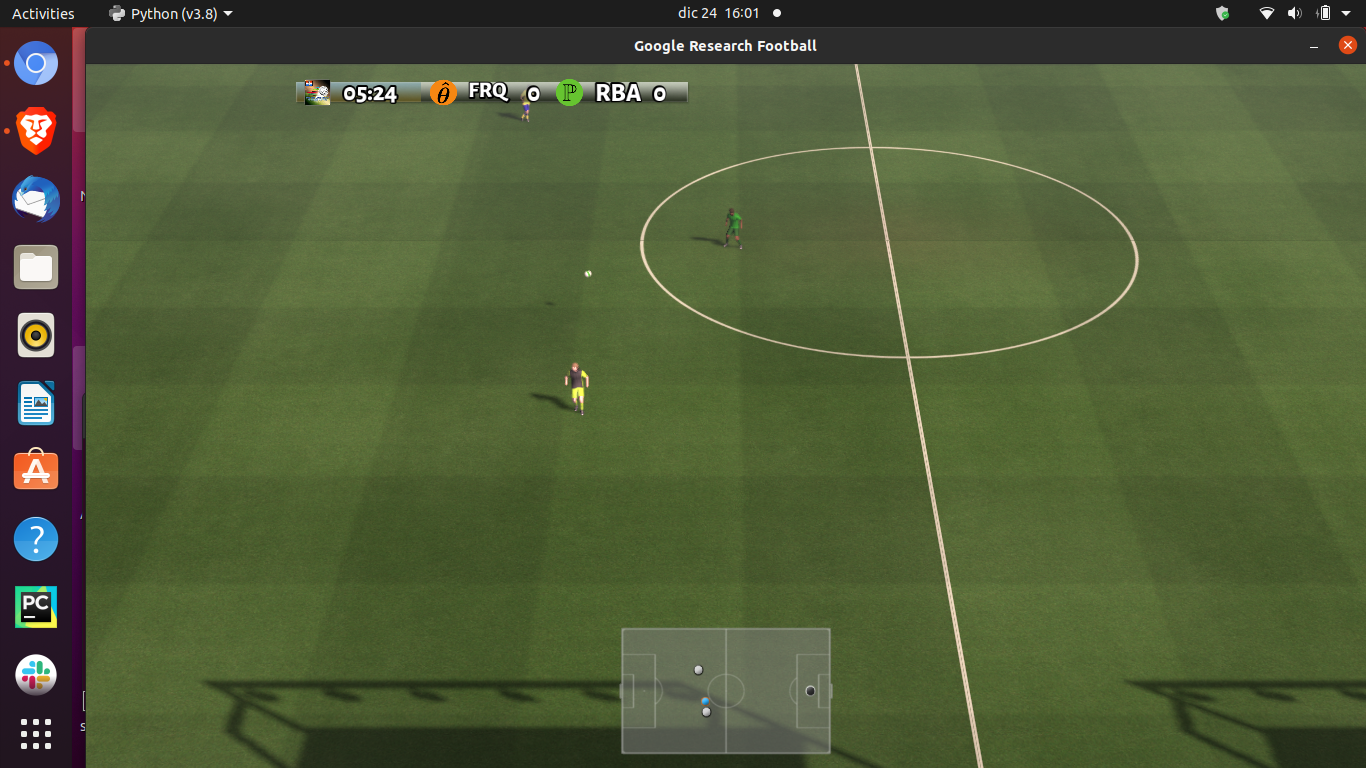 Activities Python (v3.8) dic 24 16:01
Google Research Football
05:24 θ̂ FRQ 0 ℙ RBA 0
?
PC